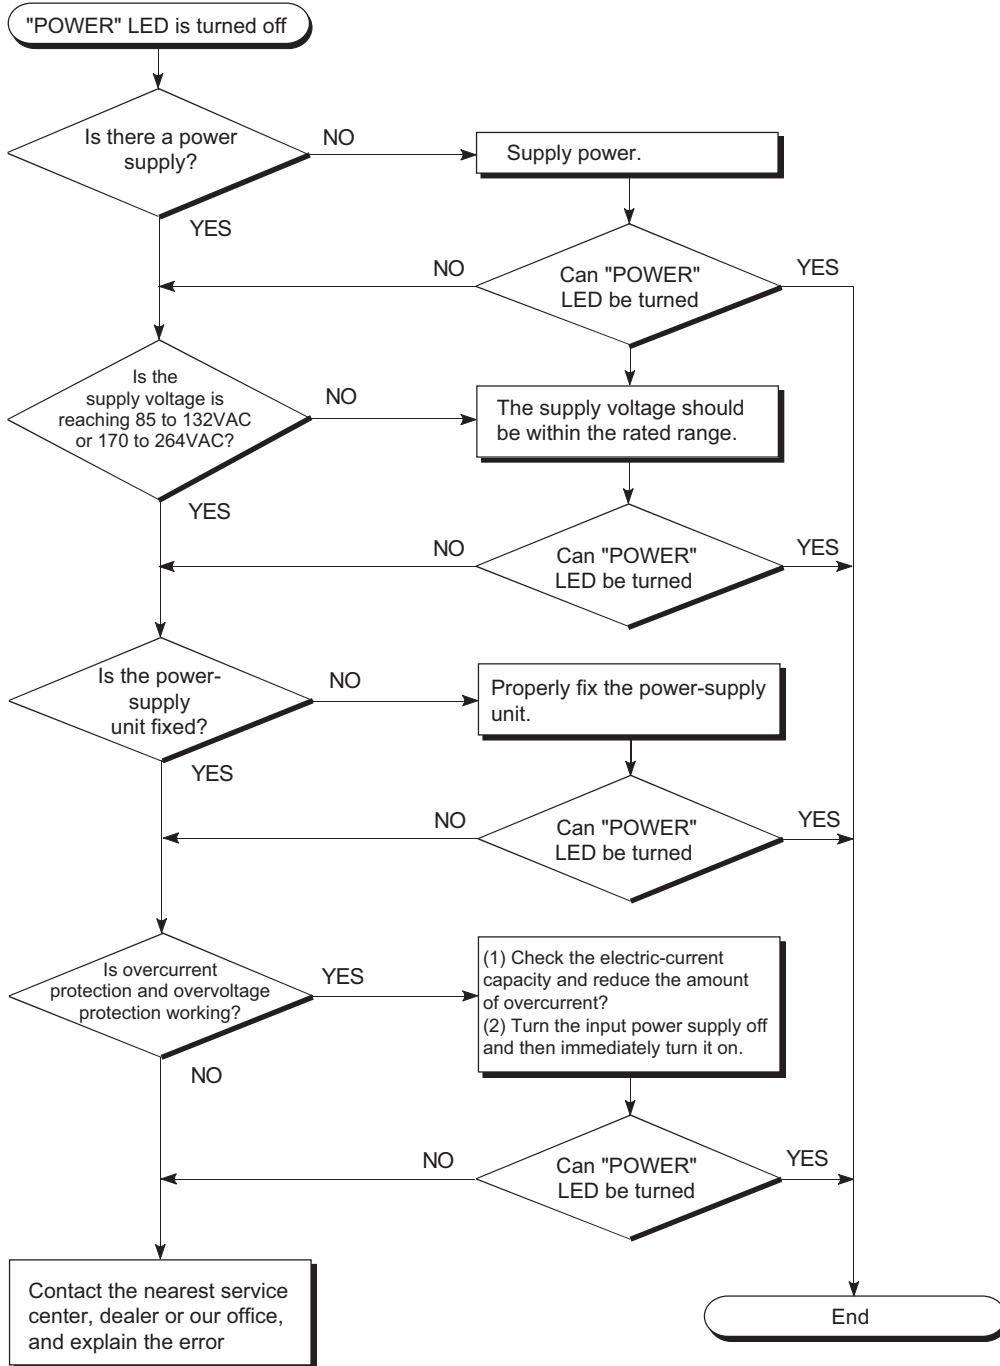 "POWER" LED is turned off
Is there a power
supply?
NO
Supply power.
YES
NO
Can "POWER"
LED be turned
YES
Is the
supply voltage is
reaching 85 to 132VAC
or 170 to 264VAC?
NO
The supply voltage should
be within the rated range.
YES
NO
Can "POWER"
LED be turned
YES
Is the power-
supply
unit fixed?
NO
Properly fix the power-supply
unit.
YES
NO
Can "POWER"
LED be turned
YES
Is overcurrent
protection and overvoltage
protection working?
YES
(1) Check the electric-current
capacity and reduce the amount
of overcurrent?
(2) Turn the input power supply off
and then immediately turn it on.
NO
NO
Can "POWER"
LED be turned
YES
Contact the nearest service
center, dealer or our office,
and explain the error
End